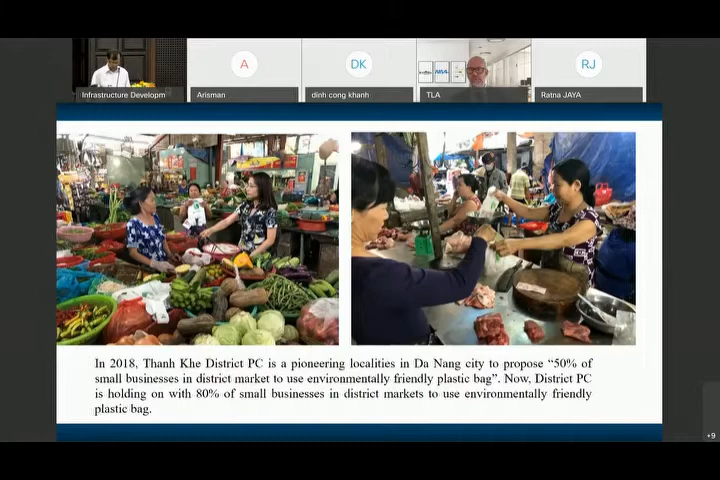 A
DK
RJ
Infrastructure Developm
Arisman
dinh cong khanh
TLA
Ratna JAYA
In 2018, Thanh Khe District PC is a pioneering localities in Da Nang city to propose “50% of
small businesses in district market to use environmentally friendly plastic bag”. Now, District PC
is holding on with 80% of small businesses in district markets to use environmentally friendly
plastic bag.
+9